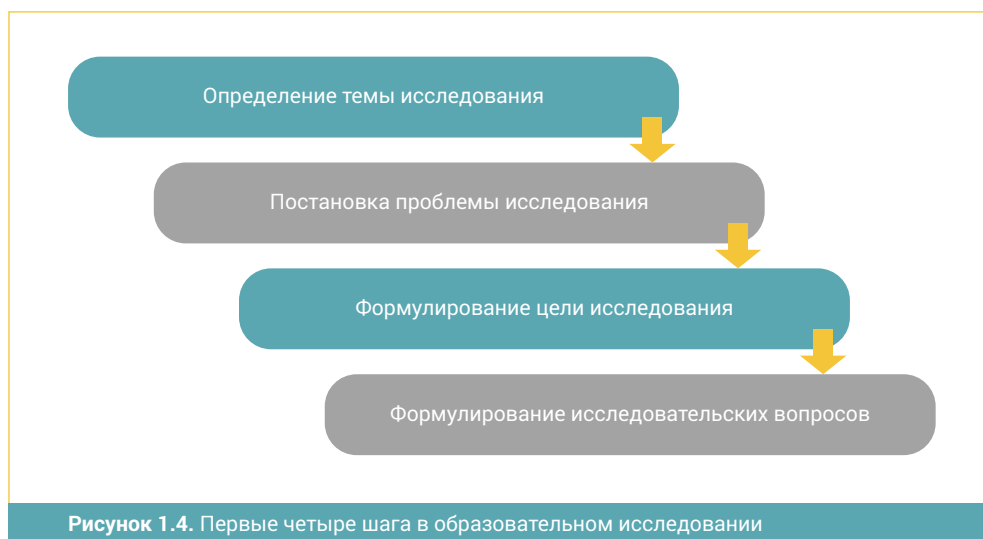 Определение темы исследования
Постановка проблемы исследования
Формулирование цели исследования
Формулирование исследовательских вопросов
Рисунок 1.4. Первые четыре шага в образовательном исследовании